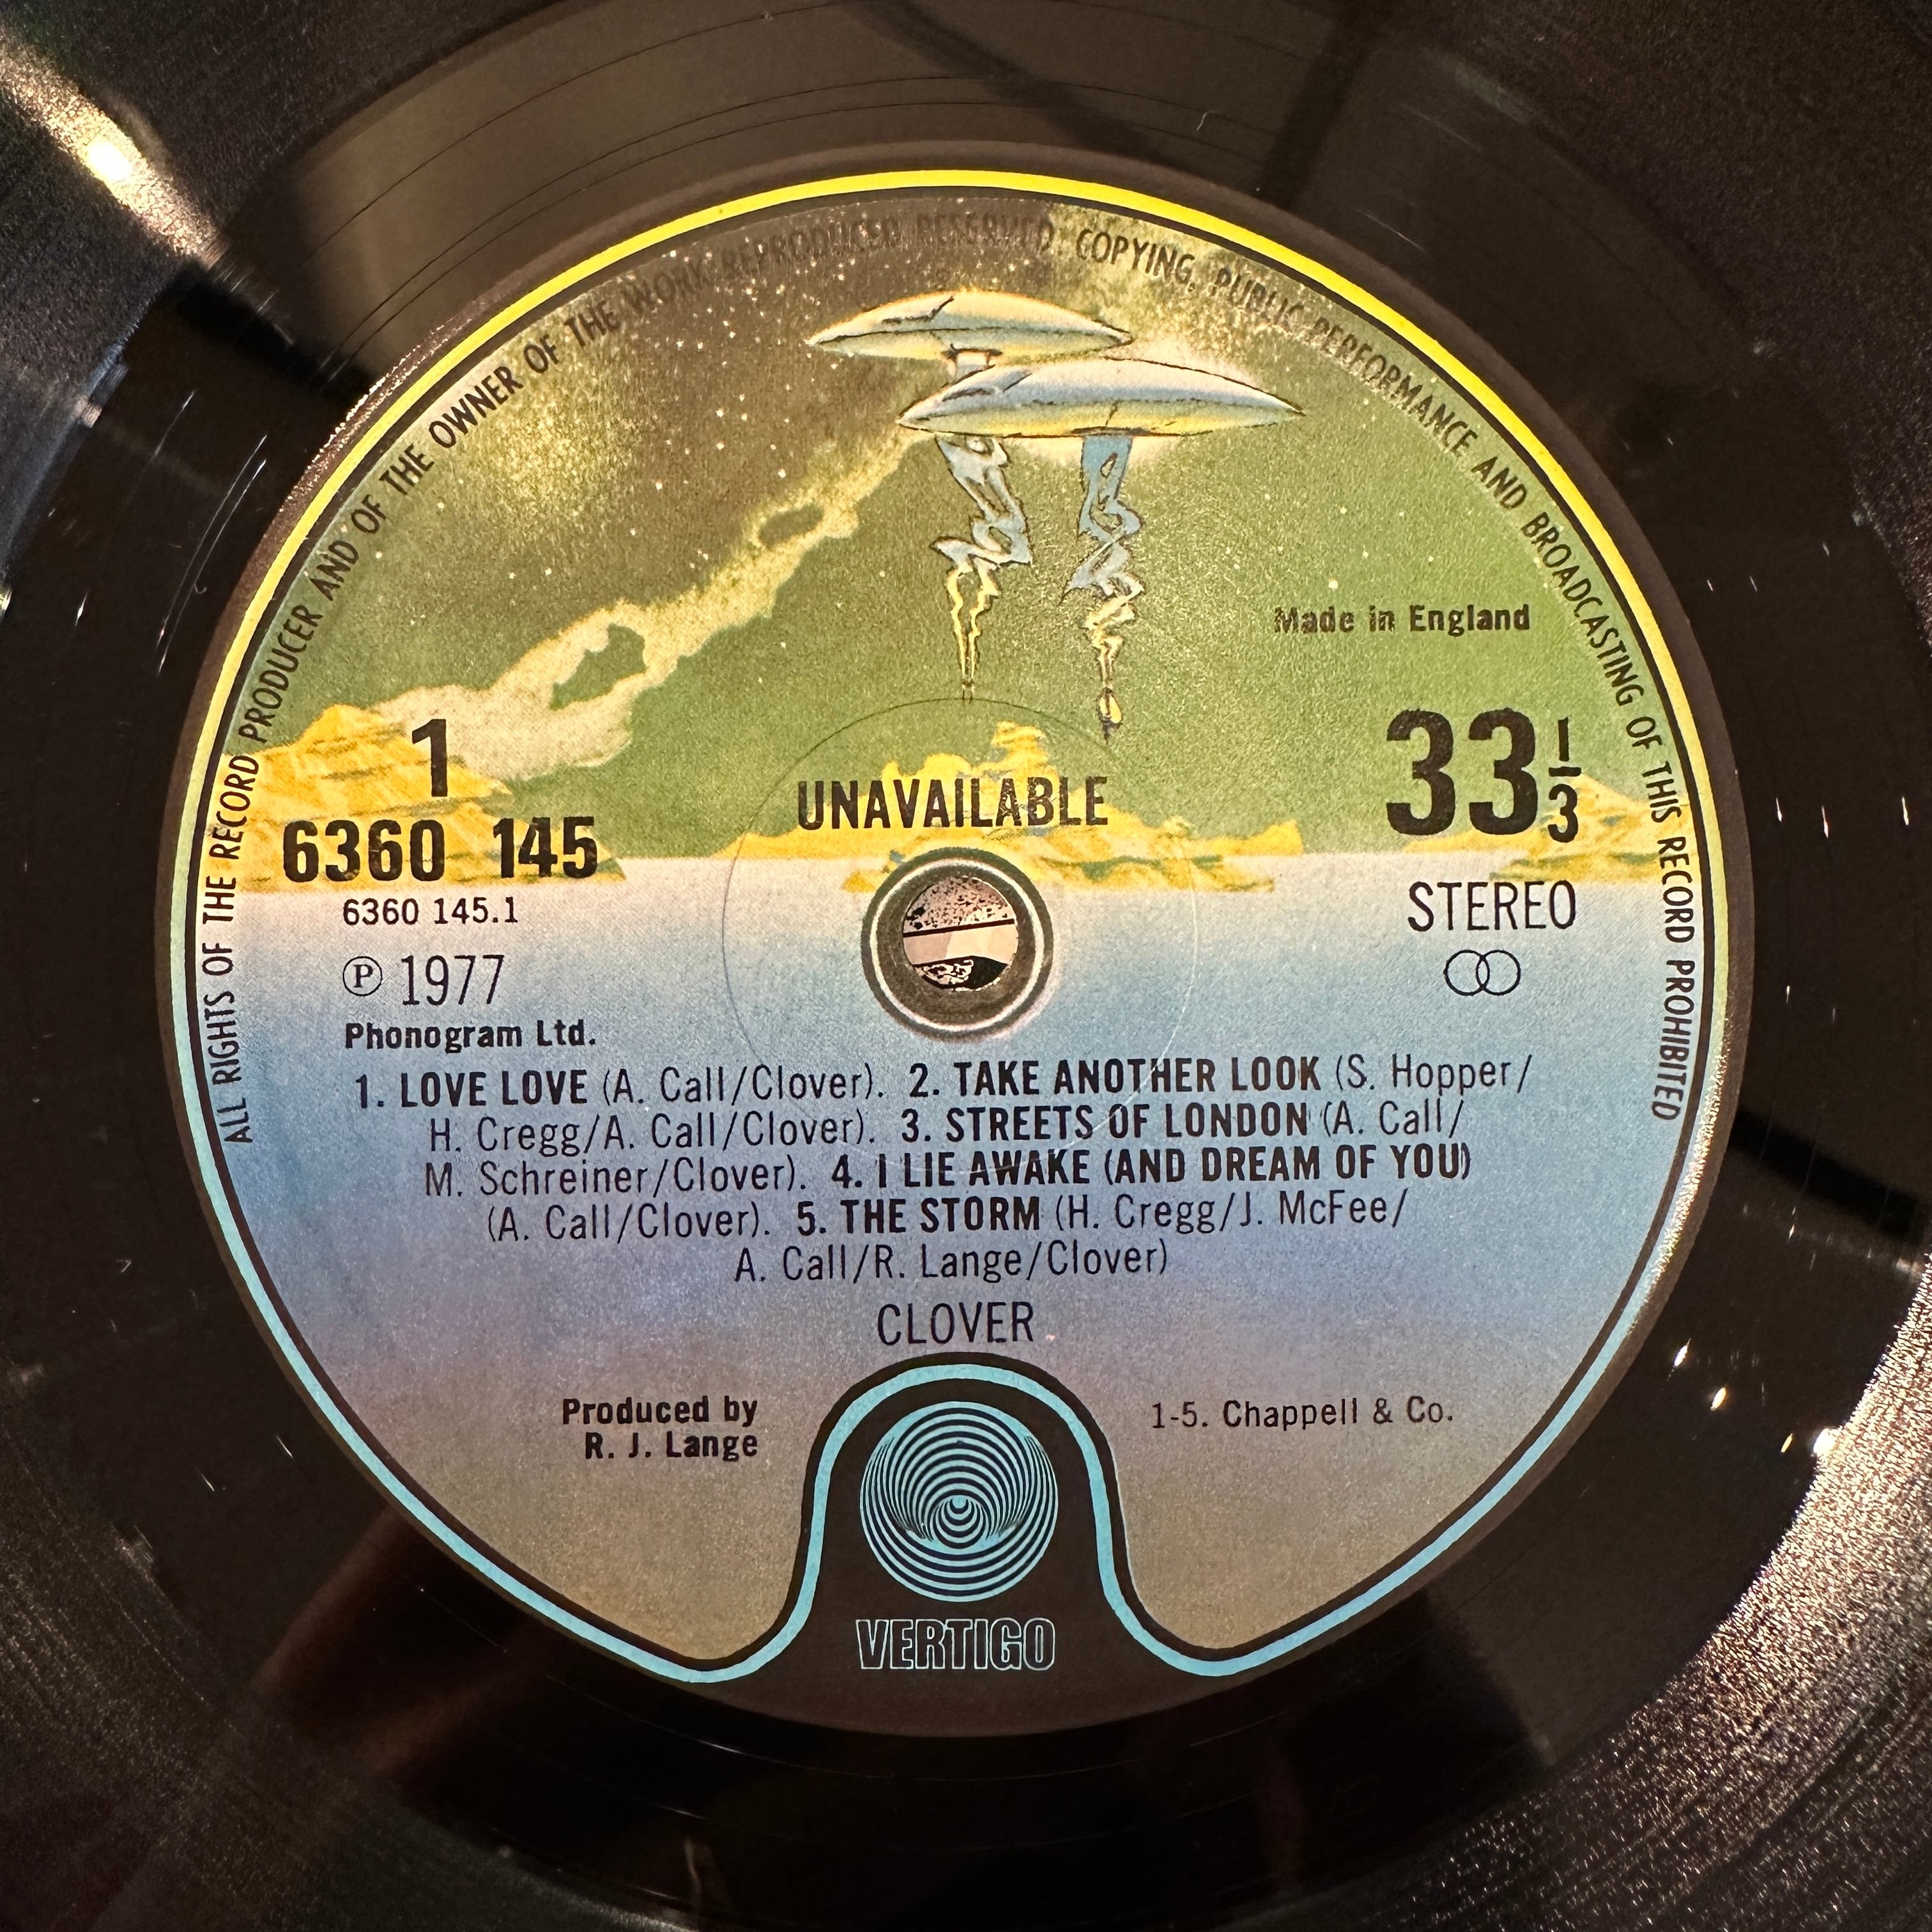 ALL RIGHTS OF THE RECORD PRODUCER AND OF THE OWNER OF THE WORK REPRODUCED RESERVED. COPYING, PUBLIC PERFORMANCE AND BROADCASTING OF THIS RECORD PROHIBITED
Made in England
1
6360 145
6360 145.1
UNAVAILABLE
33⅓
STEREO
Ⓟ 1977
Phonogram Ltd.
1. LOVE LOVE (A. Call/Clover). 2. TAKE ANOTHER LOOK (S. Hopper/
H. Cregg/A. Call/Clover). 3. STREETS OF LONDON (A. Call/
M. Schreiner/Clover). 4. I LIE AWAKE (AND DREAM OF YOU)
(A. Call/Clover). 5. THE STORM (H. Cregg/J. McFee/
A. Call/R. Lange/Clover)
CLOVER
Produced by
R. J. Lange
1-5. Chappell & Co.
VERTIGO